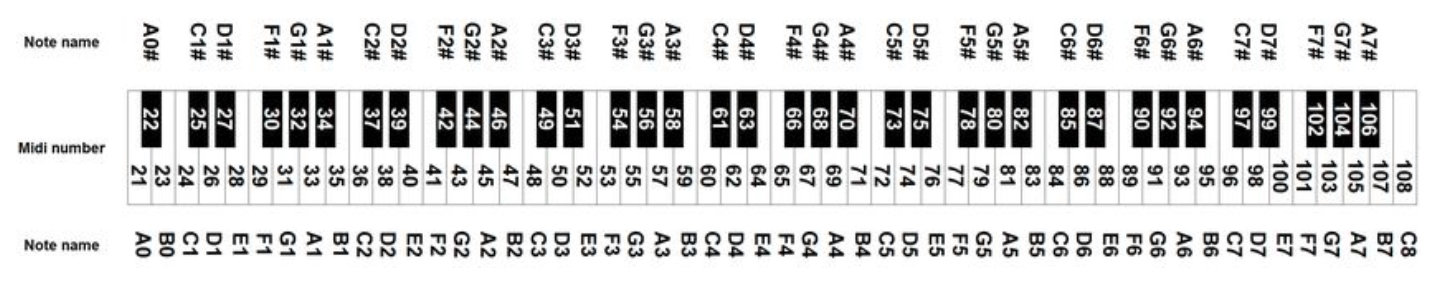 Note name A0# C1# D1# F1# G1# A1# C2# D2# F2# G2# A2# C3# D3# F3# G3# A3# C4# D4# F4# G4# A4# C5# D5# F5# G5# A5# C6# D6# F6# G6# A6# C7# D7# F7# G7# A7#
22 25 27 30 32 34 37 39 42 44 46 49 51 54 56 58 61 63 66 68 70 73 75 78 80 82 85 87 90 92 94 97 99 102 104 106
Midi number
21 23 24 26 28 29 31 33 35 36 38 40 41 43 45 47 48 50 52 53 55 57 59 60 62 64 65 67 69 71 72 74 76 77 79 81 83 84 86 88 89 91 93 95 96 98 100 101 103 105 107 108
Note name A0 B0 C1 D1 E1 F1 G1 A1 B1 C2 D2 E2 F2 G2 A2 B2 C3 D3 E3 F3 G3 A3 B3 C4 D4 E4 F4 G4 A4 B4 C5 D5 E5 F5 G5 A5 B5 C6 D6 E6 F6 G6 A6 B6 C7 D7 E7 F7 G7 A7 B7 C8